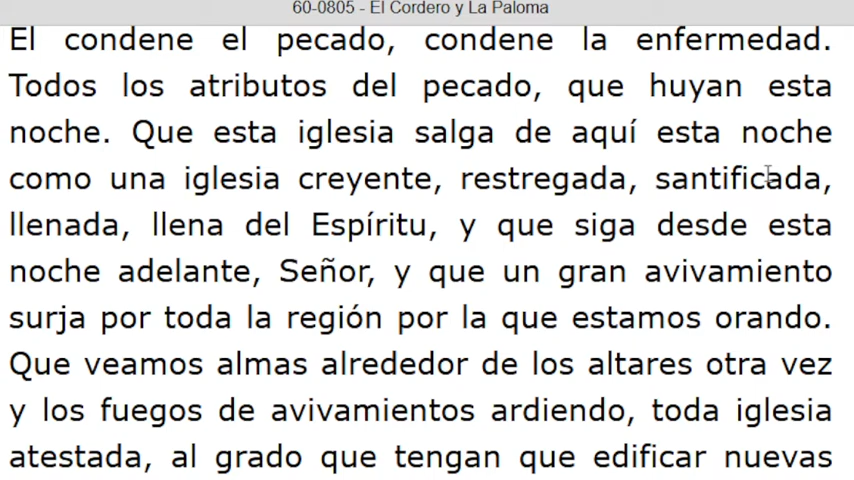 60-0805 - El Cordero y La Paloma
El condene el pecado, condene la enfermedad.
Todos los atributos del pecado, que huyan esta
noche. Que esta iglesia salga de aquí esta noche
como una iglesia creyente, restregada, santificada,
llenada, llena del Espíritu, y que siga desde esta
noche adelante, Señor, y que un gran avivamiento
surja por toda la región por la que estamos orando.
Que veamos almas alrededor de los altares otra vez
y los fuegos de avivamientos ardiendo, toda iglesia
atestada, al grado que tengan que edificar nuevas